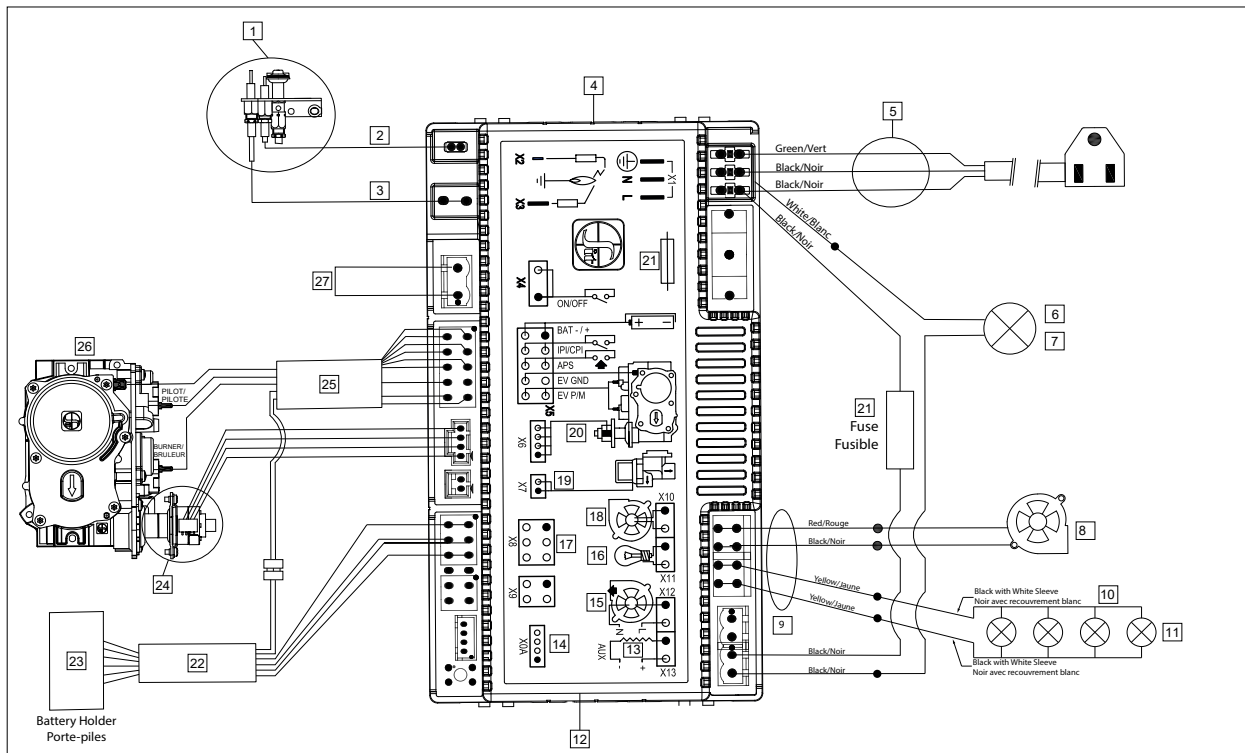 1
4
5
2
3
Green/Vert
Black/Noir
Black/Noir
White/Blanc
Black/Noir
X2
X3
N
L
X1
21
27
X4
ON/OFF
6
7
26
25
PILOT/
PILOTE
BURNER/
BRULEUR
BAT - / +
+ −
IPI/CPI
APS
EV GND
EV P/M
X5
20
X6
19
X7
21
Fuse
Fusible
24
18
X10
17
X8
16
X11
Red/Rouge
Black/Noir
8
Yellow/Jaune
Yellow/Jaune
Black with White Sleeve
Noir avec recouvrement blanc
10
11
9
Black with White Sleeve
Noir avec recouvrement blanc
X9
15
X12
N
L
14
X0A
13
AUX
- +
X13
Black/Noir
Black/Noir
23
22
Battery Holder
Porte-piles
12